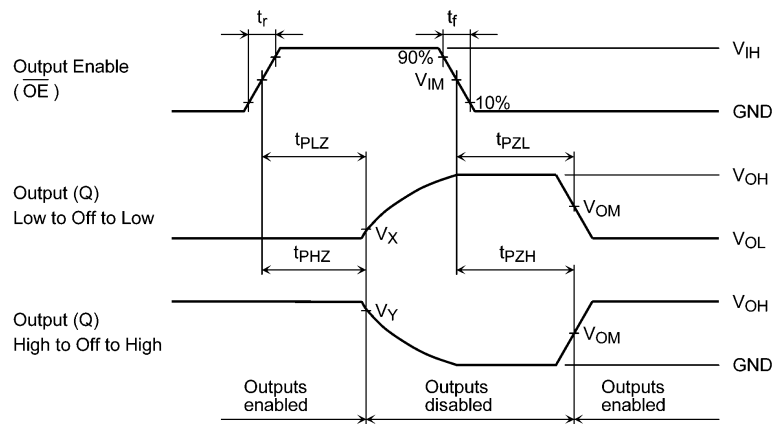 tr
tf
Output Enable
( OE )
90%
VIM
10%
VIH
GND
tPLZ
tPZL
Output (Q)
Low to Off to Low
VX
VOM
VOH
VOL
tPHZ
tPZH
Output (Q)
High to Off to High
VY
VOM
VOH
GND
Outputs
enabled
Outputs
disabled
Outputs
enabled